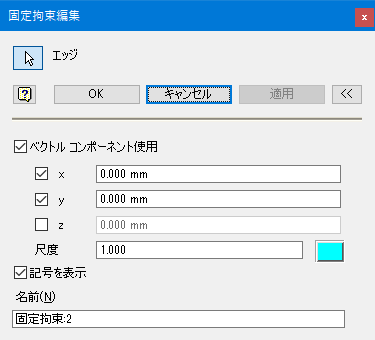 固定拘束編集
エッジ
OK キャンセル 適用 <<
ベクトル コンポーネント使用
x 0.000 mm
y 0.000 mm
z 0.000 mm
尺度 1.000
記号を表示
名前(N)
固定拘束:2